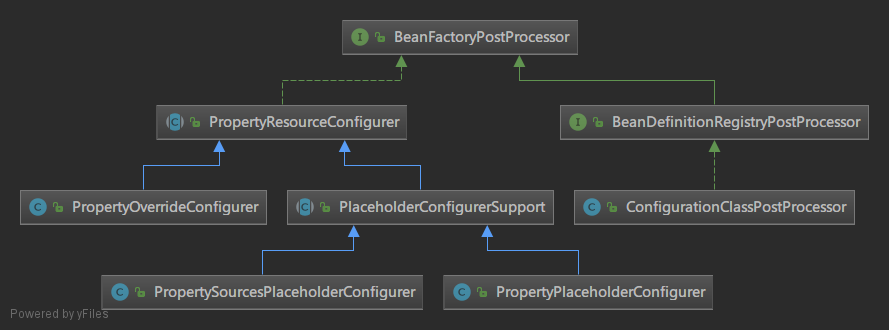 BeanFactoryPostProcessor
PropertyResourceConfigurer
BeanDefinitionRegistryPostProcessor
PropertyOverrideConfigurer
PlaceholderConfigurerSupport
ConfigurationClassPostProcessor
PropertySourcesPlaceholderConfigurer
PropertyPlaceholderConfigurer
Powered by yFiles